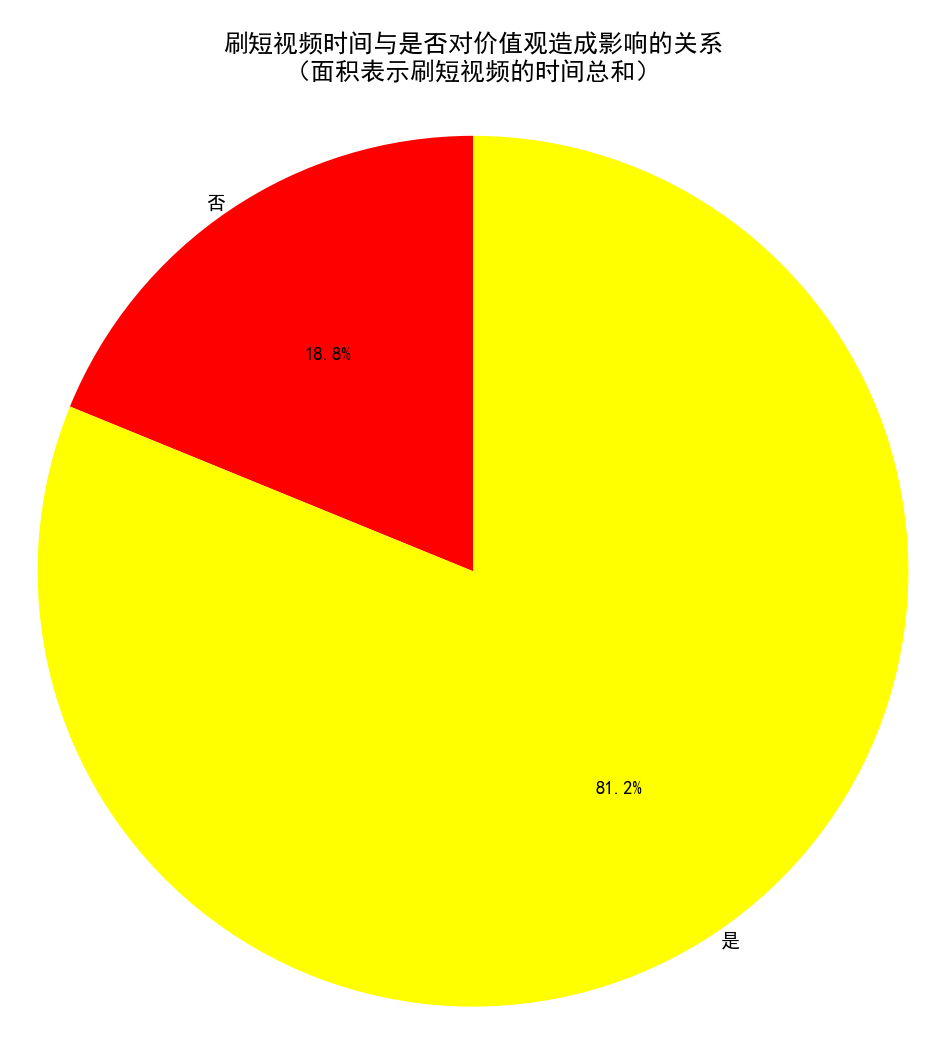 刷短视频时间与是否对价值观造成影响的关系
（面积表示刷短视频的时间总和）
否
18.8%
81.2%
是